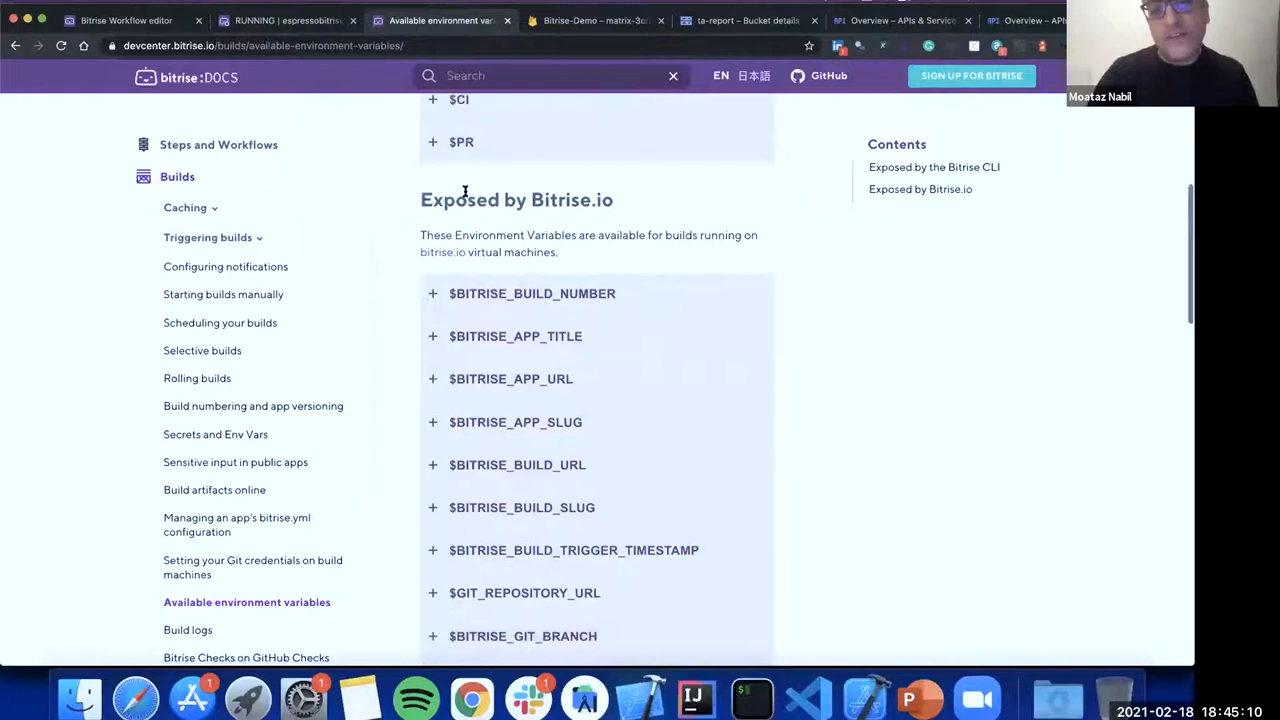 Bitrise Workflow editor
RUNNING | espressobitris
Available environment vari
Bitrise-Demo – matrix-3c
ta-report – Bucket details
Overview – APIs & Service
Overview – APIs
devcenter.bitrise.io/builds/available-environment-variables/
bitrise:DOCS
Search
EN 日本語
GitHub
SIGN UP FOR BITRISE
Moataz Nabil
Steps and Workflows
Builds
Caching
Triggering builds
Configuring notifications
Starting builds manually
Scheduling your builds
Selective builds
Rolling builds
Build numbering and app versioning
Secrets and Env Vars
Sensitive input in public apps
Build artifacts online
Managing an app's bitrise.yml
configuration
Setting your Git credentials on build
machines
Available environment variables
Build logs
Bitrise Checks on GitHub Checks
+ $CI
+ $PR
Exposed by Bitrise.io
These Environment Variables are available for builds running on
bitrise.io virtual machines.
+ $BITRISE_BUILD_NUMBER
+ $BITRISE_APP_TITLE
+ $BITRISE_APP_URL
+ $BITRISE_APP_SLUG
+ $BITRISE_BUILD_URL
+ $BITRISE_BUILD_SLUG
+ $BITRISE_BUILD_TRIGGER_TIMESTAMP
+ $GIT_REPOSITORY_URL
+ $BITRISE_GIT_BRANCH
Contents
Exposed by the Bitrise CLI
Exposed by Bitrise.io
2021-02-18 18:45:10